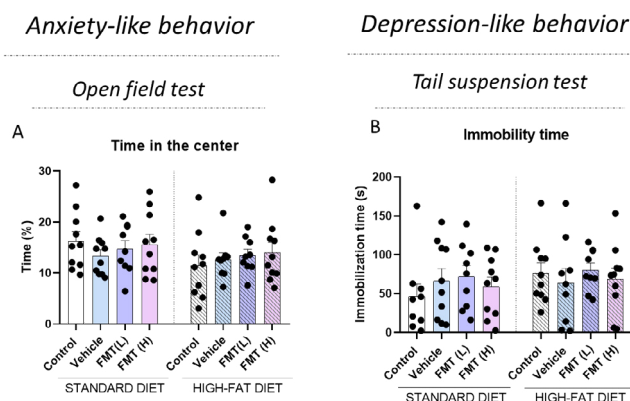 Anxiety-like behavior
Open field test
A
Time in the center
Time (%)
30
20
10
0
Control
Vehicle
FMT(L)
FMT (H)
Control
Vehicle
FMT(L)
FMT (H)
STANDARD DIET
HIGH-FAT DIET
Depression-like behavior
Tail suspension test
B
Immobility time
Immobilization time (s)
200
150
100
50
0
Control
Vehicle
FMT (L)
FMT (H)
Control
Vehicle
FMT (L)
FMT (H)
STANDARD DIET
HIGH-FAT DIET